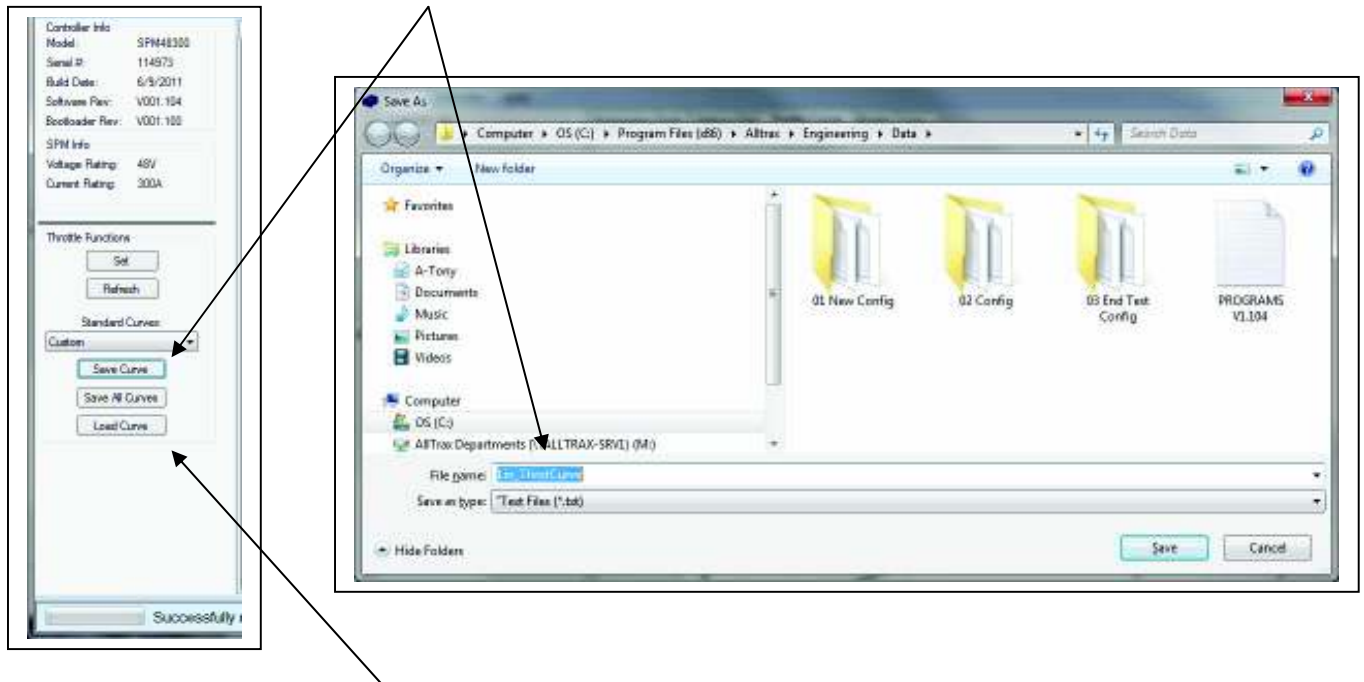 Controller Info
Model: SPM48300
Serial #: 114973
Build Date: 6/9/2011
Software Rev: V001.104
Bootloader Rev: V001.100
SPM Info
Voltage Rating: 48V
Current Rating: 300A
Throttle Functions
Set
Refresh
Standard Curves:
Custom
Save Curve
Save All Curves
Load Curve
Successfully
Save As
Computer Ã OS (C:) Ã Program Files (x86) Ã Alltrax Ã Engineering Ã Data
Search Data
Organize
New folder
Favorites
Libraries
A-Tony
Documents
Music
Pictures
Videos
Computer
OS (C:)
AllTrax Departments (\\ALLTRAX-SRV1) (M:)
01 New Config
02 Config
03 End Test
Config
PROGRAMS
V1.104
File name:
Save as type: "Text Files (*.txt)
Hide Folders
Save
Cancel